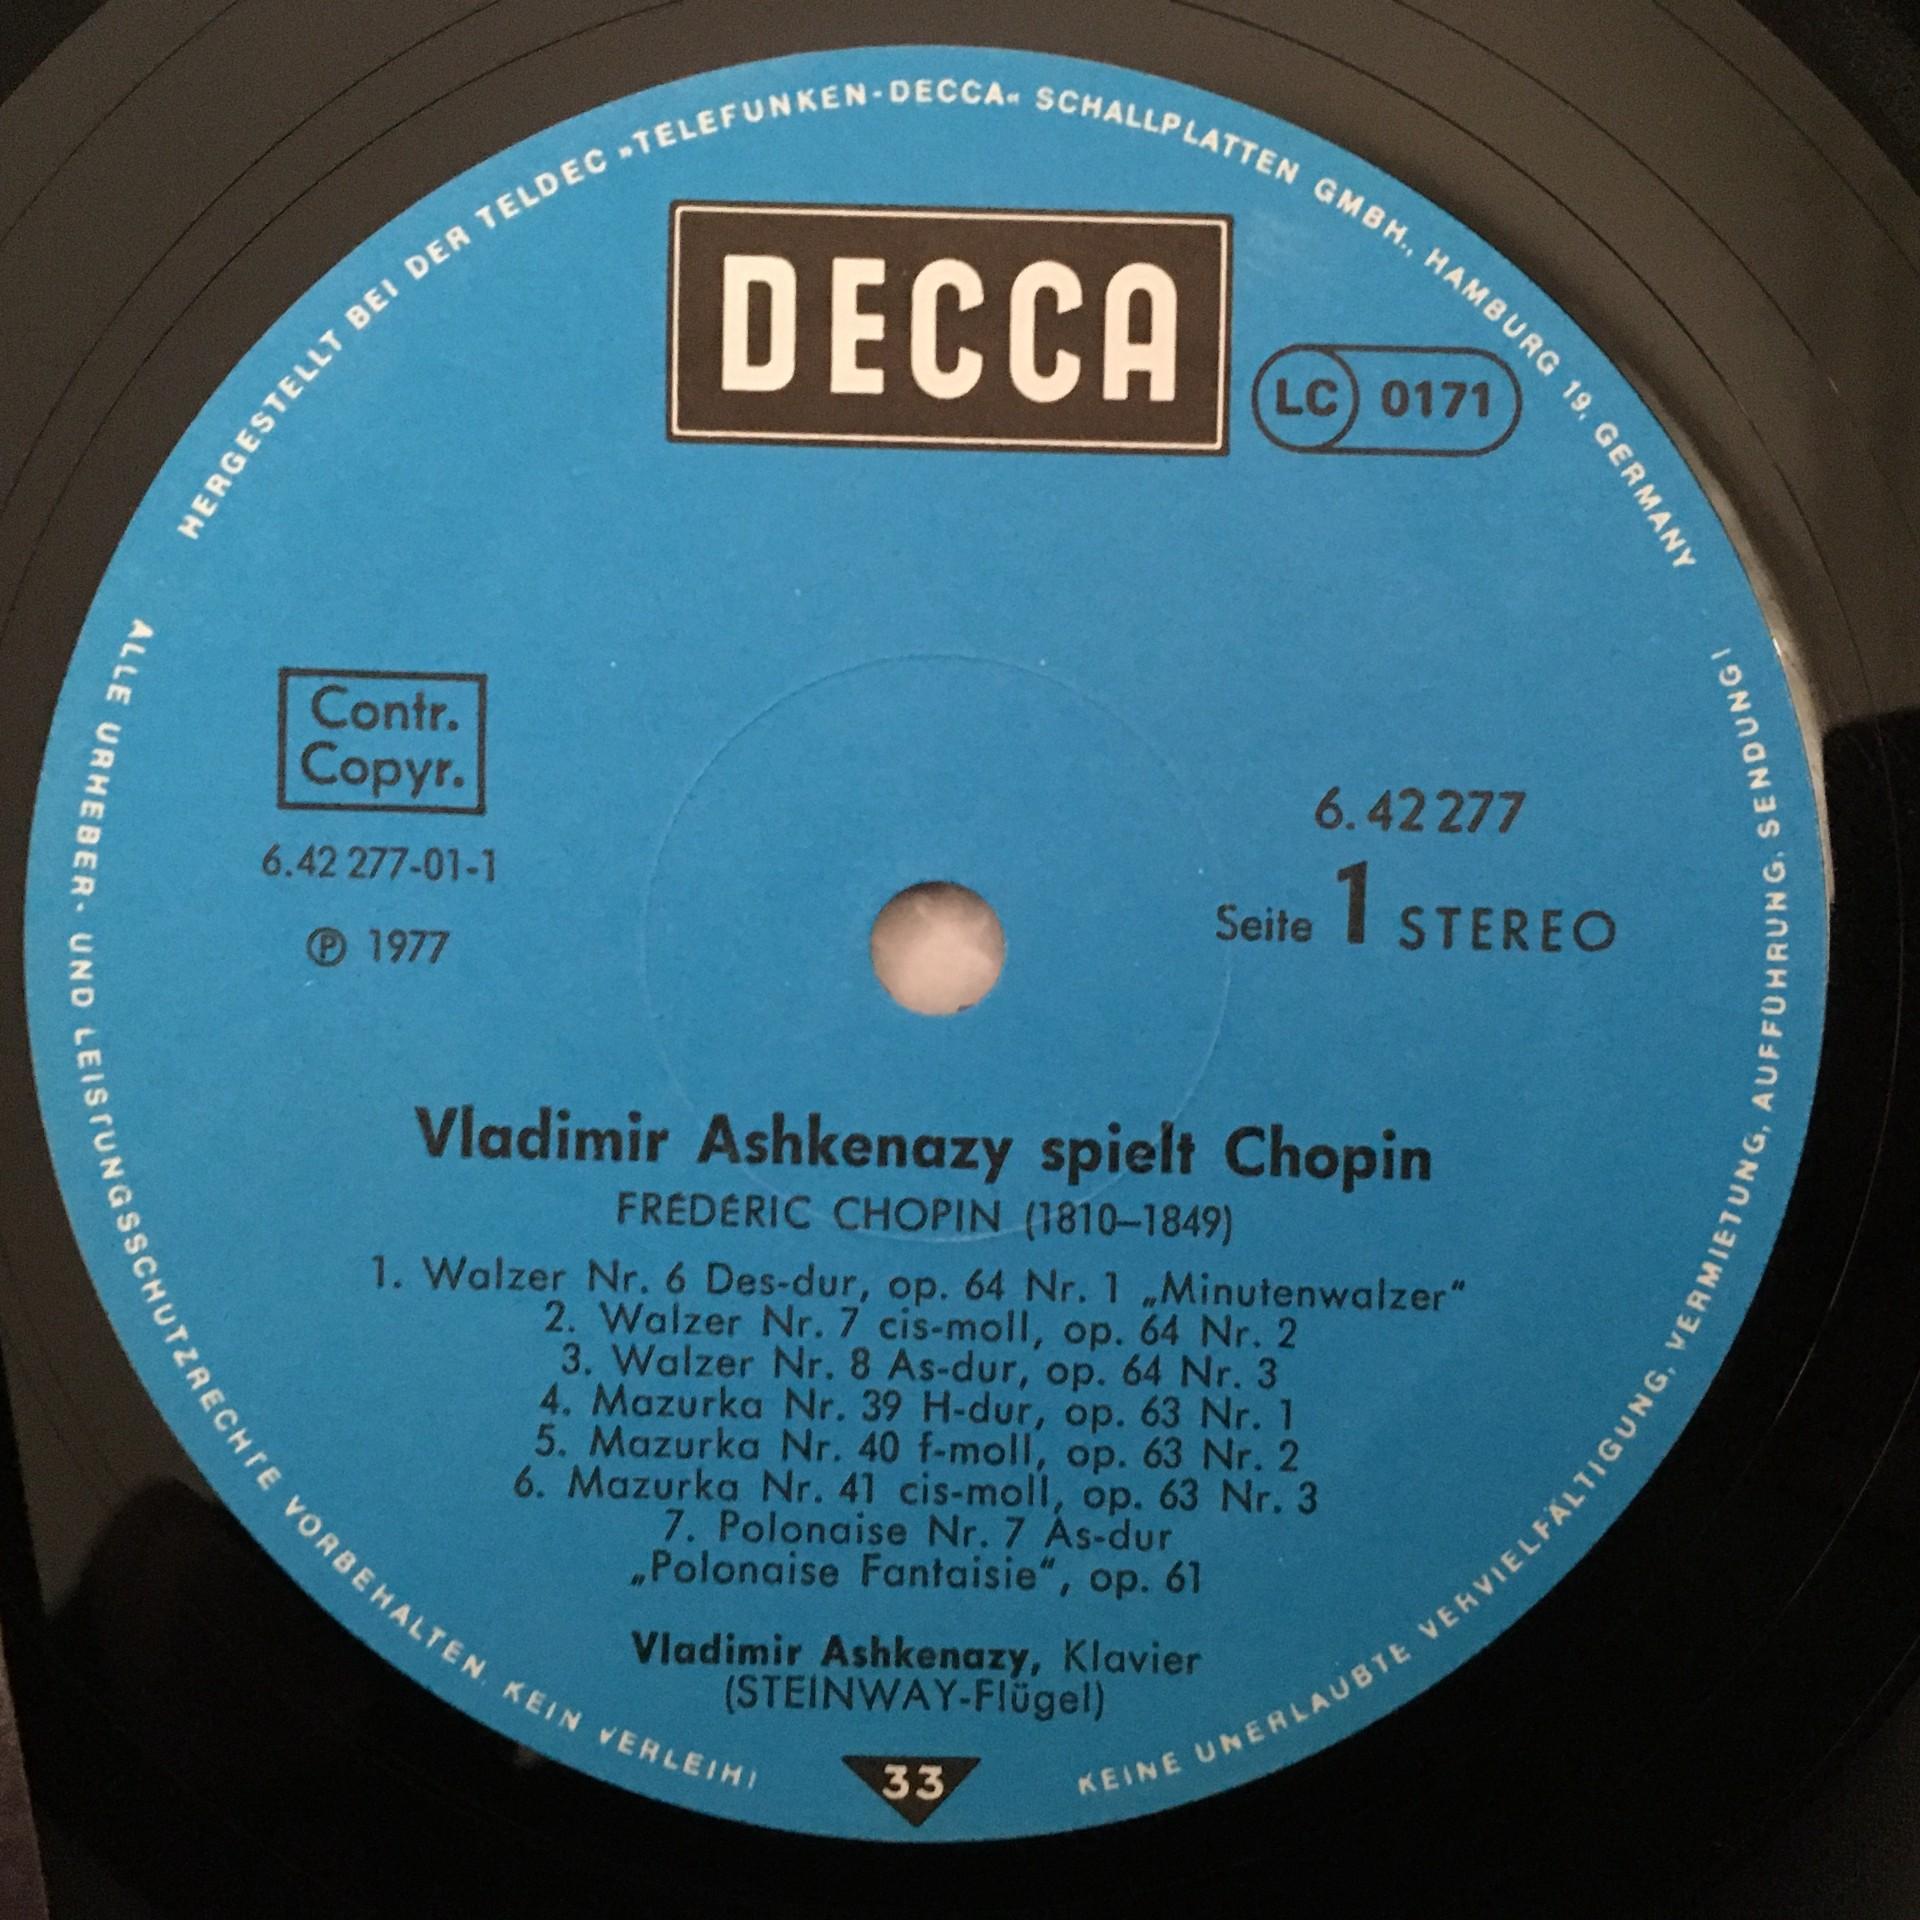 HERGESTELLT BEI DER TELDEC »TELEFUNKEN-DECCA« SCHALLPLATTEN GMBH., HAMBURG 19, GERMANY
DECCA
LC 0171
Contr.
Copyr.
6.42 277-01-1
℗ 1977
6.42 277
Seite 1 STEREO
Vladimir Ashkenazy spielt Chopin
FRÉDÉRIC CHOPIN (1810–1849)
1. Walzer Nr. 6 Des-dur, op. 64 Nr. 1 „Minutenwalzer“
2. Walzer Nr. 7 cis-moll, op. 64 Nr. 2
3. Walzer Nr. 8 As-dur, op. 64 Nr. 3
4. Mazurka Nr. 39 H-dur, op. 63 Nr. 1
5. Mazurka Nr. 40 f-moll, op. 63 Nr. 2
6. Mazurka Nr. 41 cis-moll, op. 63 Nr. 3
7. Polonaise Nr. 7 As-dur
„Polonaise Fantaisie“, op. 61
Vladimir Ashkenazy, Klavier
(STEINWAY-Flügel)
33
ALLE URHEBER- UND LEISTUNGSSCHUTZRECHTE VORBEHALTEN. KEIN VERLEIH!
KEINE UNERLAUBTE VERVIELFÄLTIGUNG, VERMIETUNG, AUFFÜHRUNG, SENDUNG!